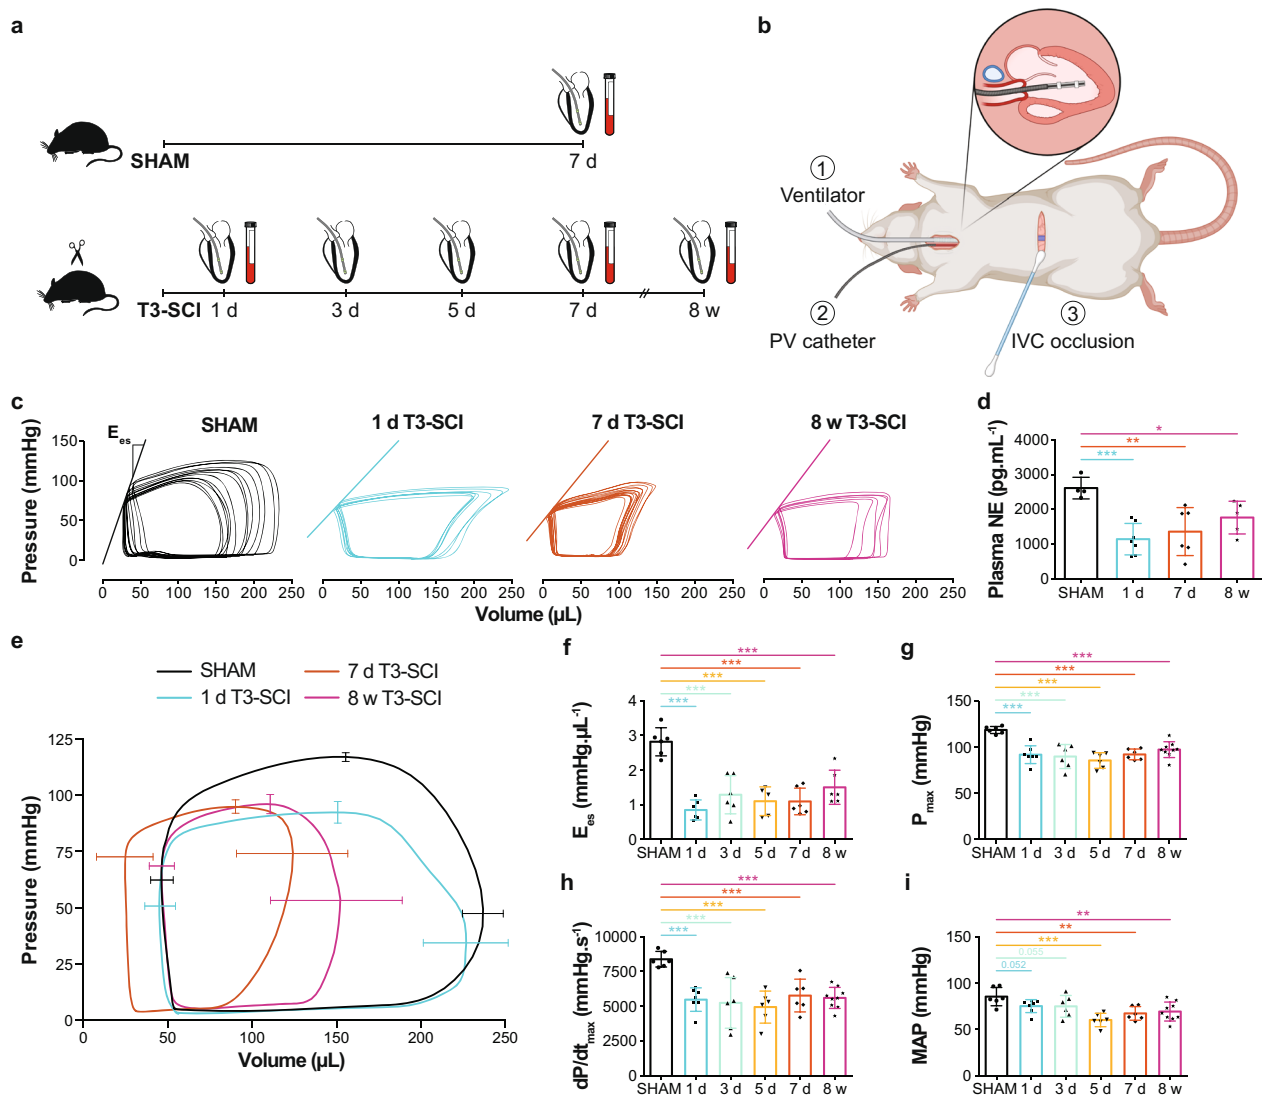 a
SHAM
7 d
T3-SCI 1 d 3 d 5 d 7 d 8 w
b
1
Ventilator
2
PV catheter
3
IVC occlusion
c
Pressure (mmHg)
150
100
50
0
Ees
SHAM
1 d T3-SCI
7 d T3-SCI
8 w T3-SCI
0 50 100 150 200 250
0 50 100 150 200 250
0 50 100 150 200 250
0 50 100 150 200 250
Volume (µL)
d
Plasma NE (pg.mL⁻¹)
4000
3000
2000
1000
0
*
**
***
SHAM 1 d 7 d 8 w
e
SHAM
7 d T3-SCI
1 d T3-SCI
8 w T3-SCI
Pressure (mmHg)
125
100
75
50
25
0
0 50 100 150 200 250
Volume (µL)
f
Ees (mmHg.µL⁻¹)
4
3
2
1
0
***
***
***
***
***
SHAM 1 d 3 d 5 d 7 d 8 w
g
Pmax (mmHg)
150
100
50
0
***
***
***
***
***
SHAM 1 d 3 d 5 d 7 d 8 w
h
dP/dtmax (mmHg.s⁻¹)
10000
7500
5000
2500
0
***
***
***
***
***
SHAM 1 d 3 d 5 d 7 d 8 w
i
MAP (mmHg)
150
100
50
0
**
**
***
0.055
0.052
SHAM 1 d 3 d 5 d 7 d 8 w